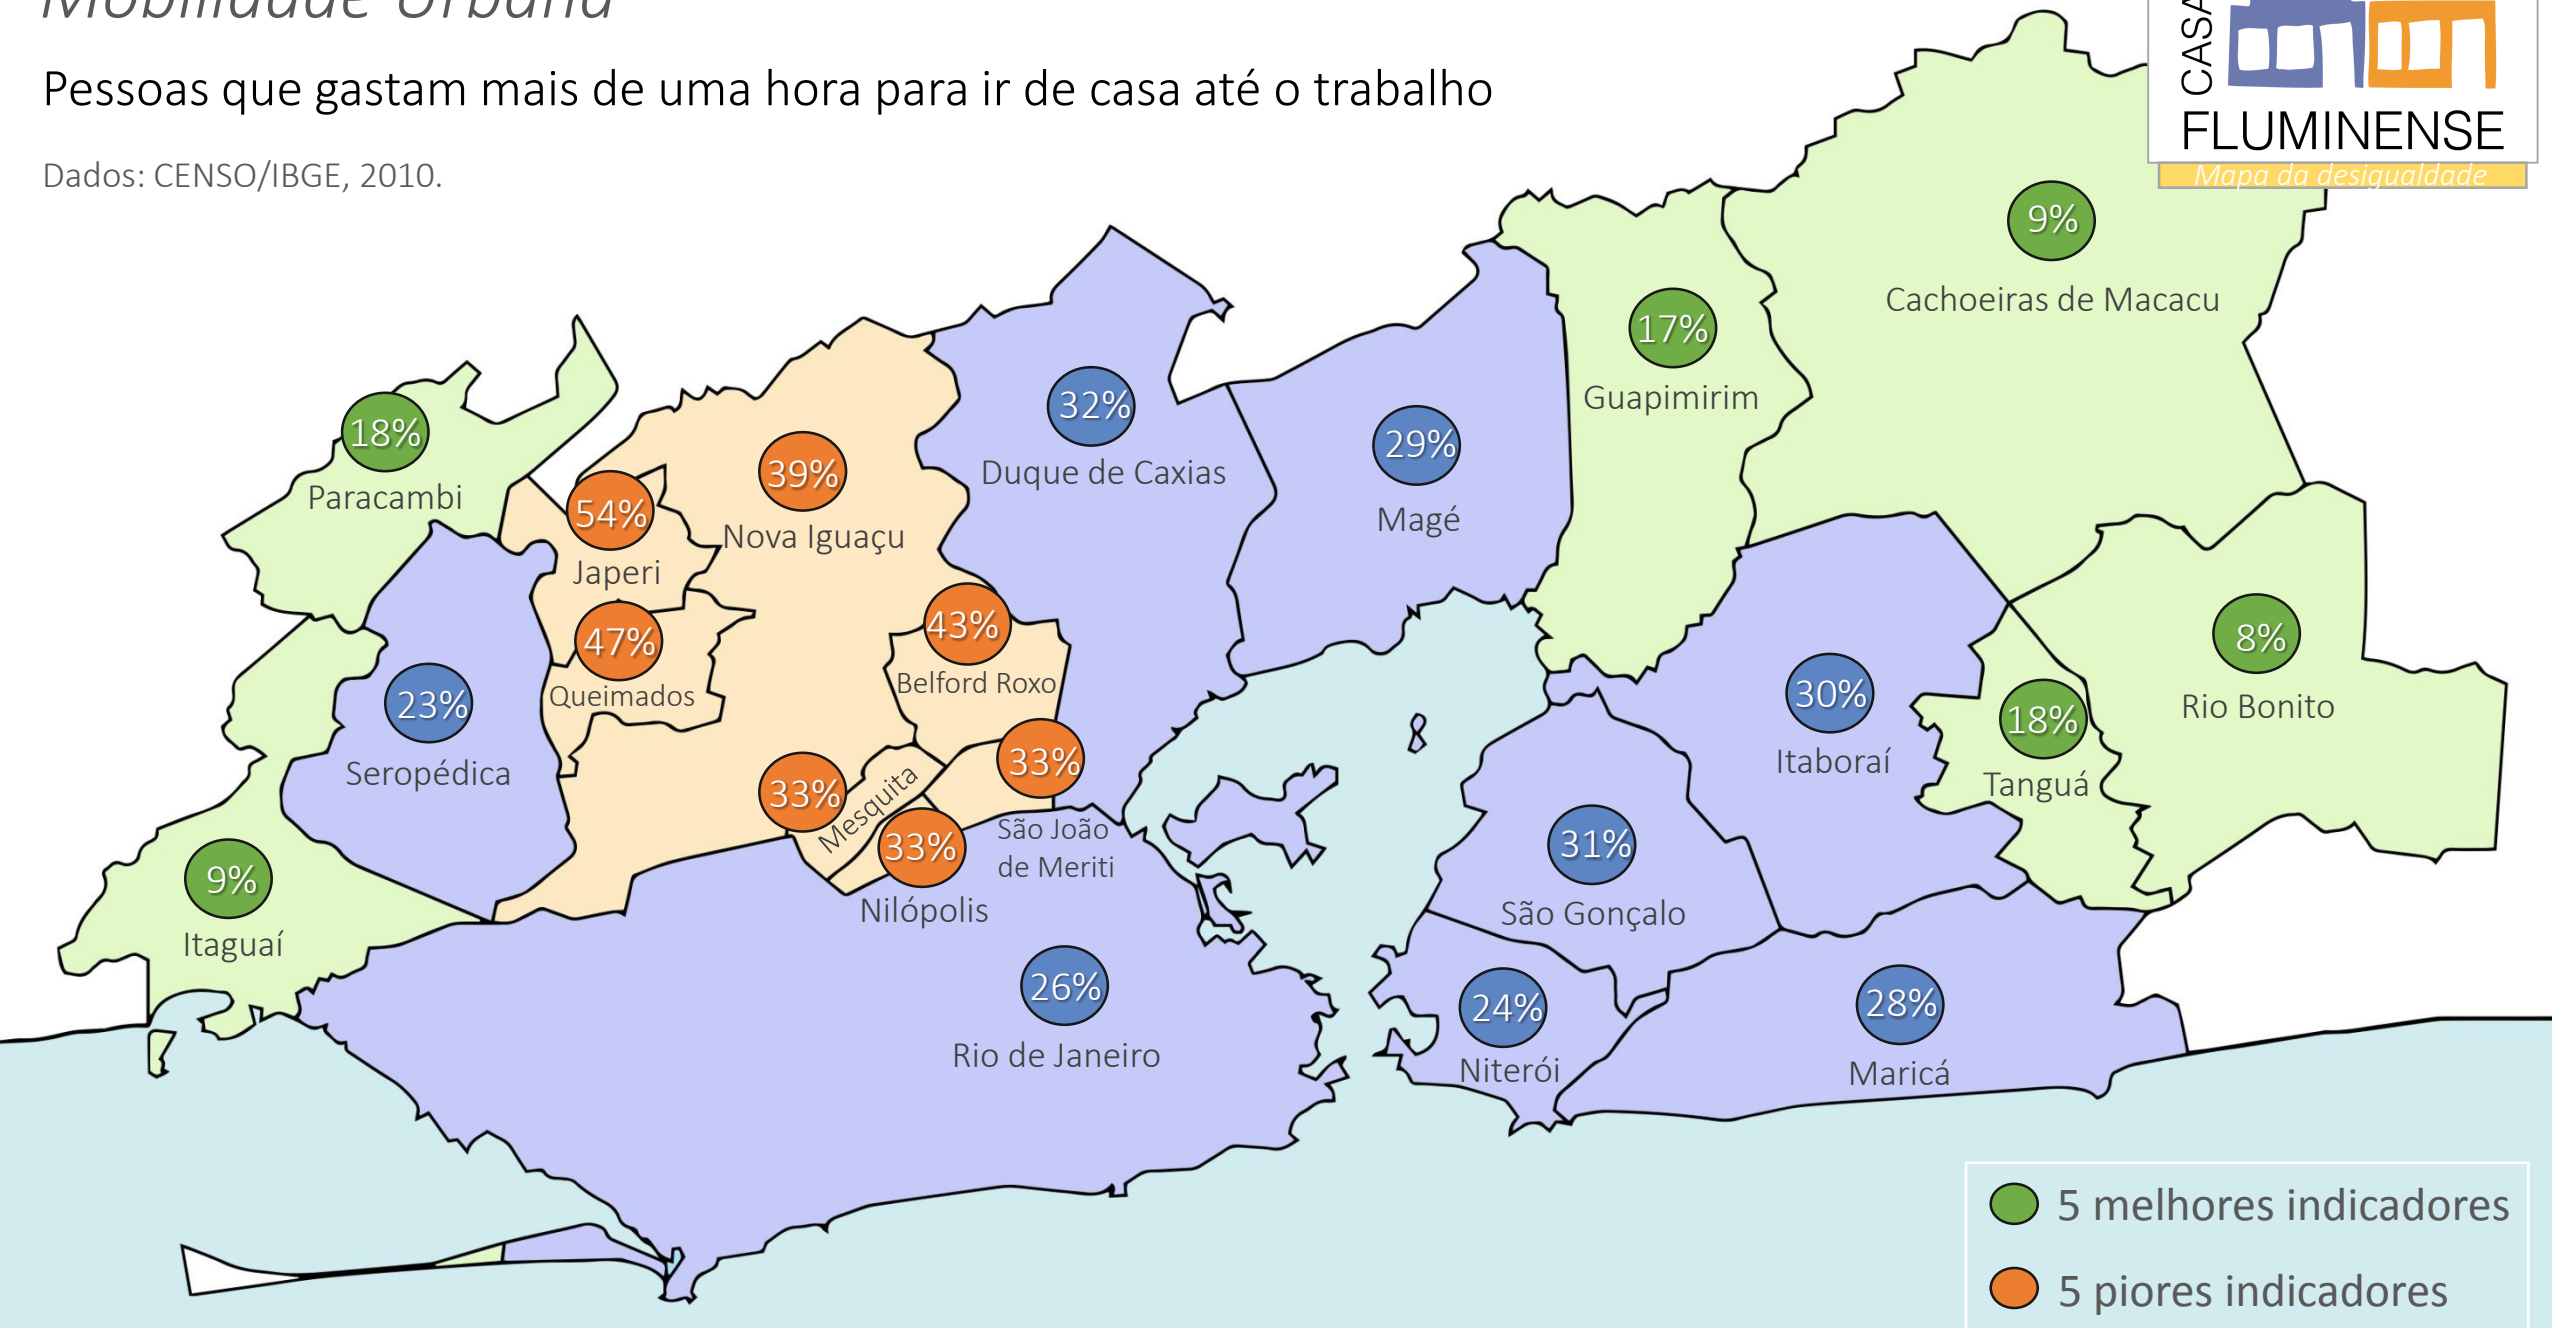 Mobilidade Urbana
Pessoas que gastam mais de uma hora para ir de casa até o trabalho
Dados: CENSO/IBGE, 2010.
CASA
FLUMINENSE
Mapa da desigualdade
9%
Cachoeiras de Macacu
17%
Guapimirim
32%
Duque de Caxias
29%
Magé
18%
Paracambi
39%
Nova Iguaçu
54%
Japeri
47%
Queimados
43%
Belford Roxo
8%
Rio Bonito
23%
Seropédica
30%
Itaboraí
18%
Tanguá
33%
Mesquita
33%
São João
de Meriti
33%
Nilópolis
31%
São Gonçalo
9%
Itaguaí
26%
Rio de Janeiro
24%
Niterói
28%
Maricá
5 melhores indicadores
5 piores indicadores